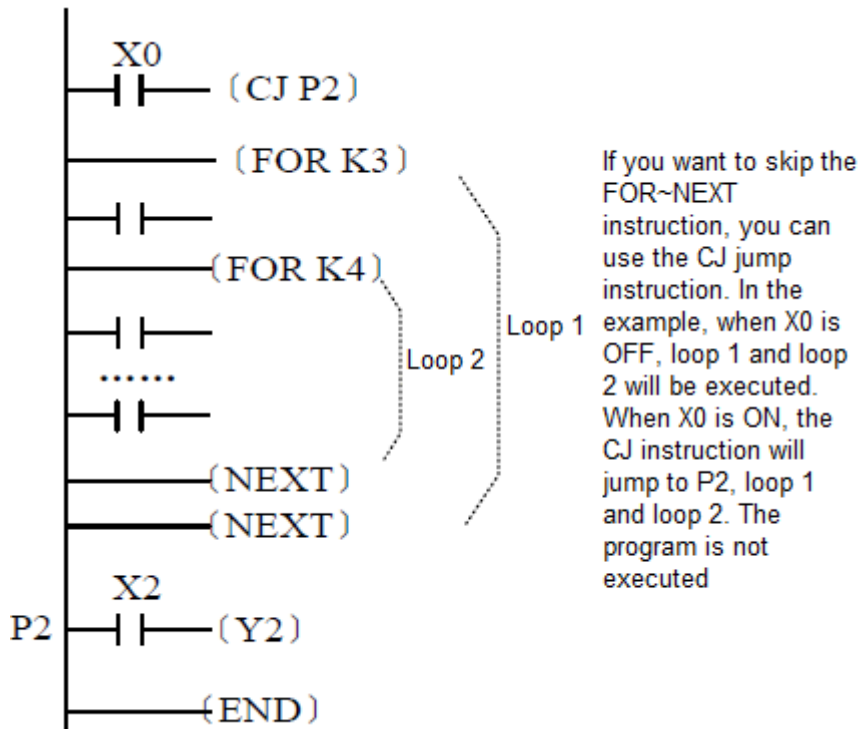 X0
(CJ P2)
(FOR K3)
(FOR K4)
……
(NEXT)
(NEXT)
X2
P2
(Y2)
(END)
Loop 2
Loop 1
If you want to skip the
FOR~NEXT
instruction, you can
use the CJ jump
instruction. In the
example, when X0 is
OFF, loop 1 and loop
2 will be executed.
When X0 is ON, the
CJ instruction will
jump to P2, loop 1
and loop 2. The
program is not
executed